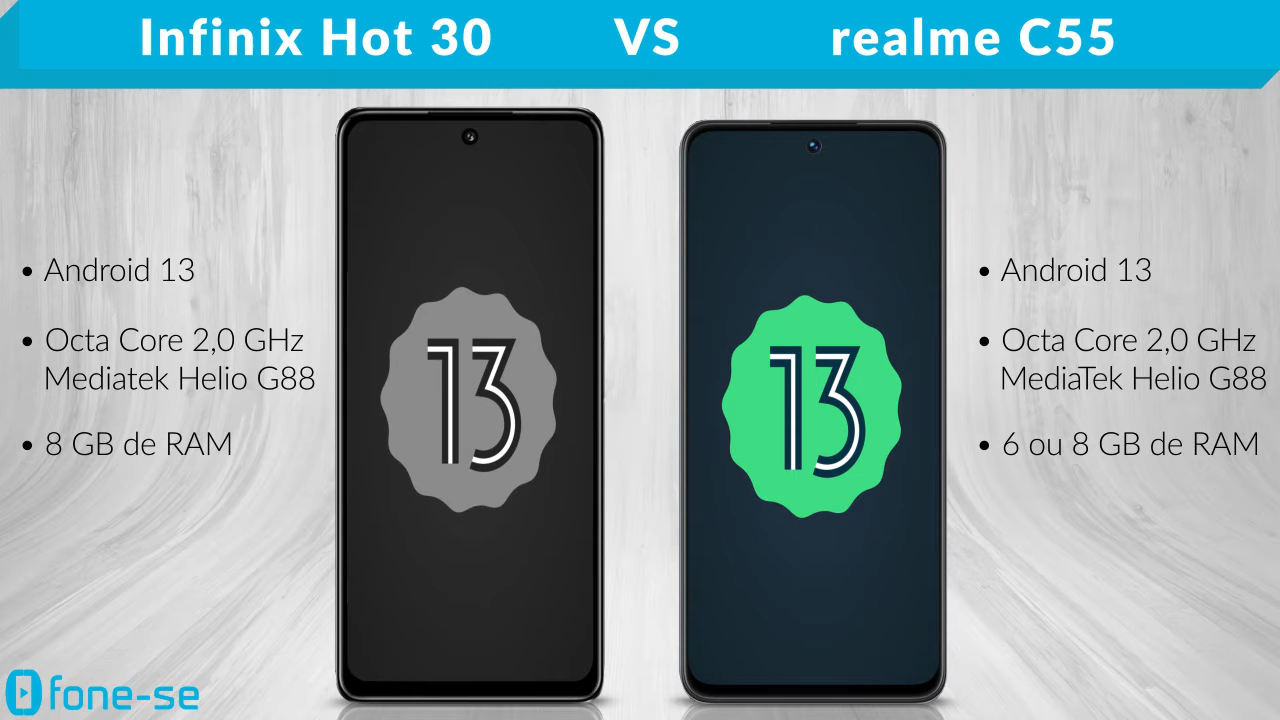 Infinix Hot 30 VS realme C55
• Android 13
• Octa Core 2,0 GHz
Mediatek Helio G88
• 8 GB de RAM
13
13
• Android 13
• Octa Core 2,0 GHz
MediaTek Helio G88
• 6 ou 8 GB de RAM
fone-se